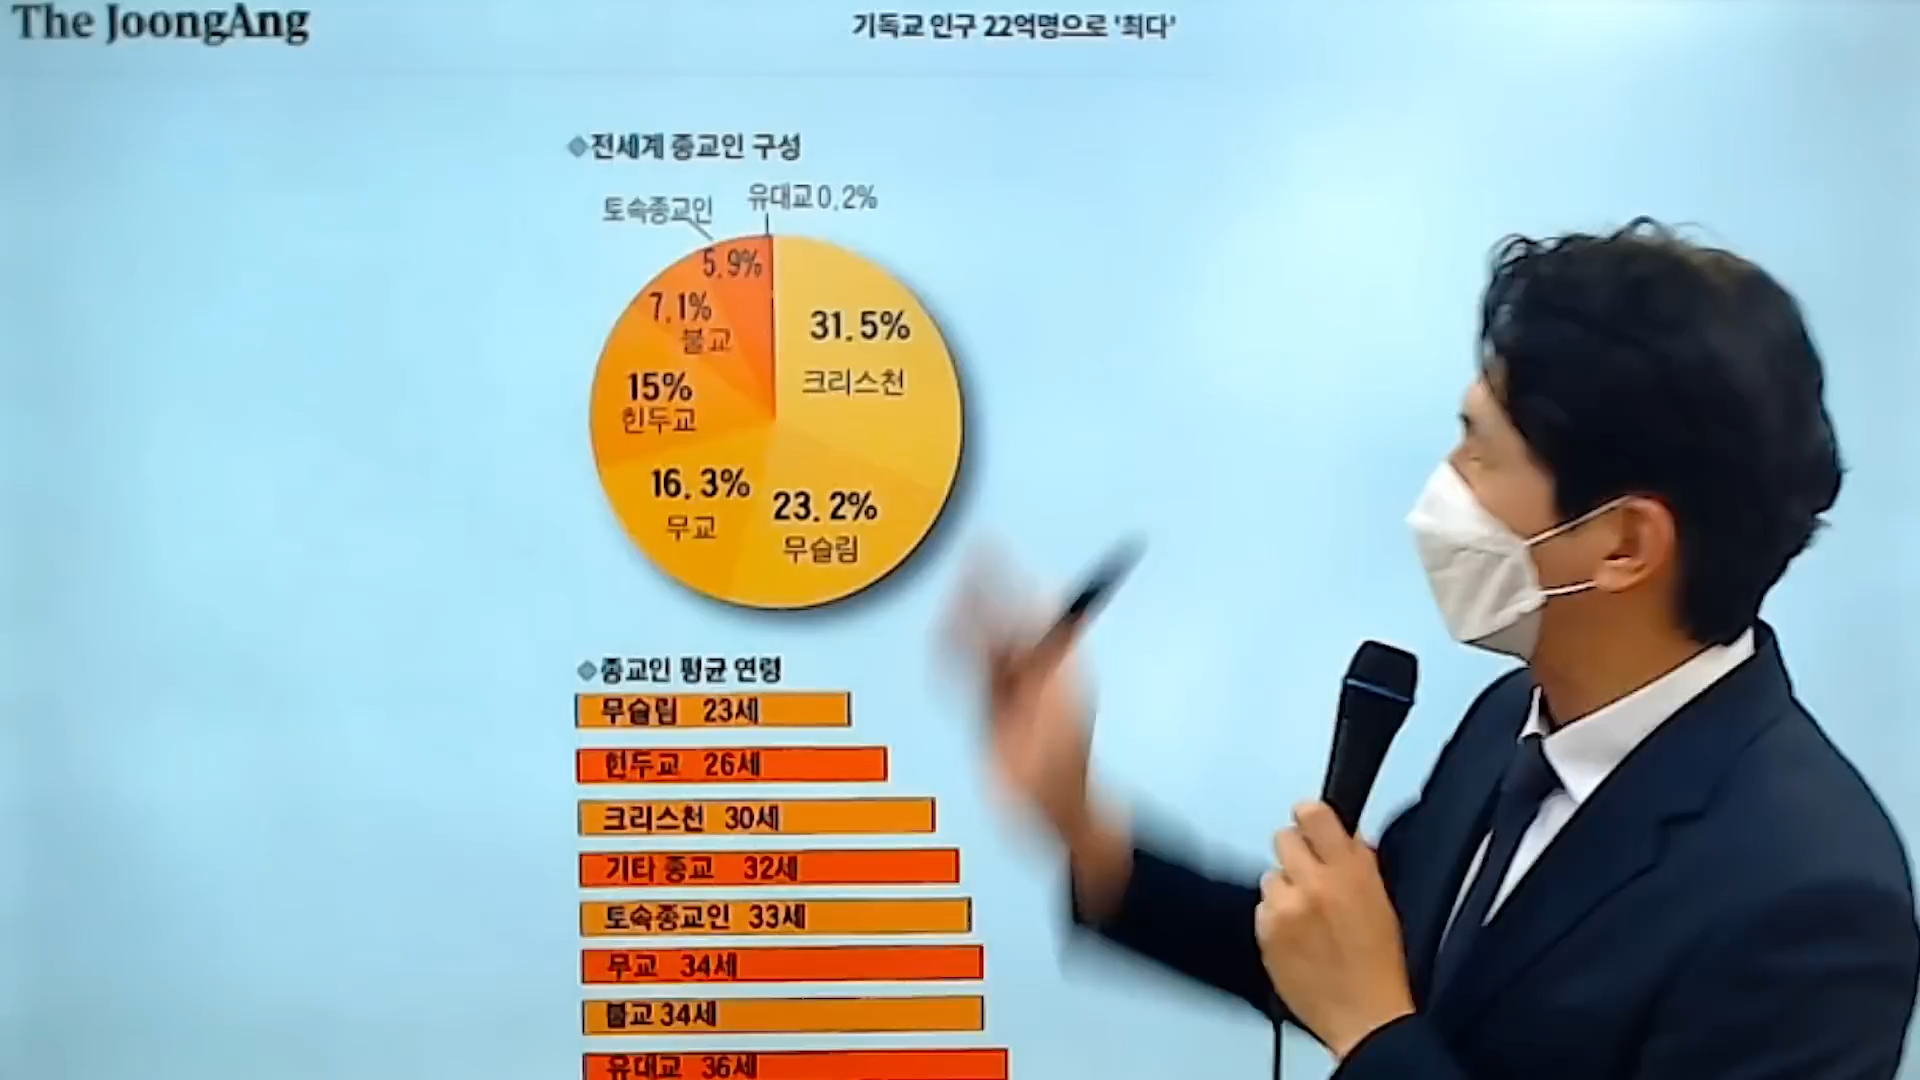 The JoongAng
기독교 인구 22억명으로 '최다'
◆전세계 종교인 구성
토속종교인
유대교 0.2%
5.9%
7.1%
불교
31.5%
크리스천
15%
힌두교
16.3%
무교
23.2%
무슬림
◆종교인 평균 연령
무슬림 23세
힌두교 26세
크리스천 30세
기타 종교 32세
토속종교인 33세
무교 34세
불교 34세
유대교 36세